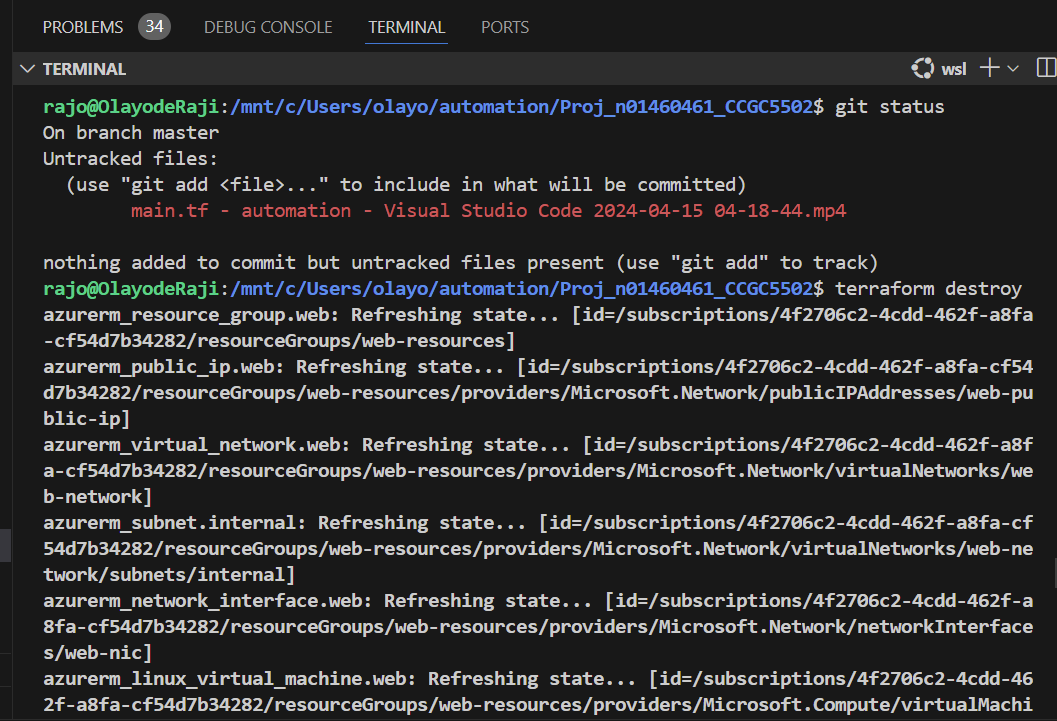 PROBLEMS 34 DEBUG CONSOLE TERMINAL PORTS
TERMINAL wsl
rajo@OlayodeRaji:/mnt/c/Users/olayo/automation/Proj_n01460461_CCGC5502$ git status
On branch master
Untracked files:
  (use "git add <file>..." to include in what will be committed)
        main.tf - automation - Visual Studio Code 2024-04-15 04-18-44.mp4
nothing added to commit but untracked files present (use "git add" to track)
rajo@OlayodeRaji:/mnt/c/Users/olayo/automation/Proj_n01460461_CCGC5502$ terraform destroy
azurerm_resource_group.web: Refreshing state... [id=/subscriptions/4f2706c2-4cdd-462f-a8fa
-cf54d7b34282/resourceGroups/web-resources]
azurerm_public_ip.web: Refreshing state... [id=/subscriptions/4f2706c2-4cdd-462f-a8fa-cf54
d7b34282/resourceGroups/web-resources/providers/Microsoft.Network/publicIPAddresses/web-pu
blic-ip]
azurerm_virtual_network.web: Refreshing state... [id=/subscriptions/4f2706c2-4cdd-462f-a8f
a-cf54d7b34282/resourceGroups/web-resources/providers/Microsoft.Network/virtualNetworks/we
b-network]
azurerm_subnet.internal: Refreshing state... [id=/subscriptions/4f2706c2-4cdd-462f-a8fa-cf
54d7b34282/resourceGroups/web-resources/providers/Microsoft.Network/virtualNetworks/web-ne
twork/subnets/internal]
azurerm_network_interface.web: Refreshing state... [id=/subscriptions/4f2706c2-4cdd-462f-a
8fa-cf54d7b34282/resourceGroups/web-resources/providers/Microsoft.Network/networkInterface
s/web-nic]
azurerm_linux_virtual_machine.web: Refreshing state... [id=/subscriptions/4f2706c2-4cdd-46
2f-a8fa-cf54d7b34282/resourceGroups/web-resources/providers/Microsoft.Compute/virtualMachi